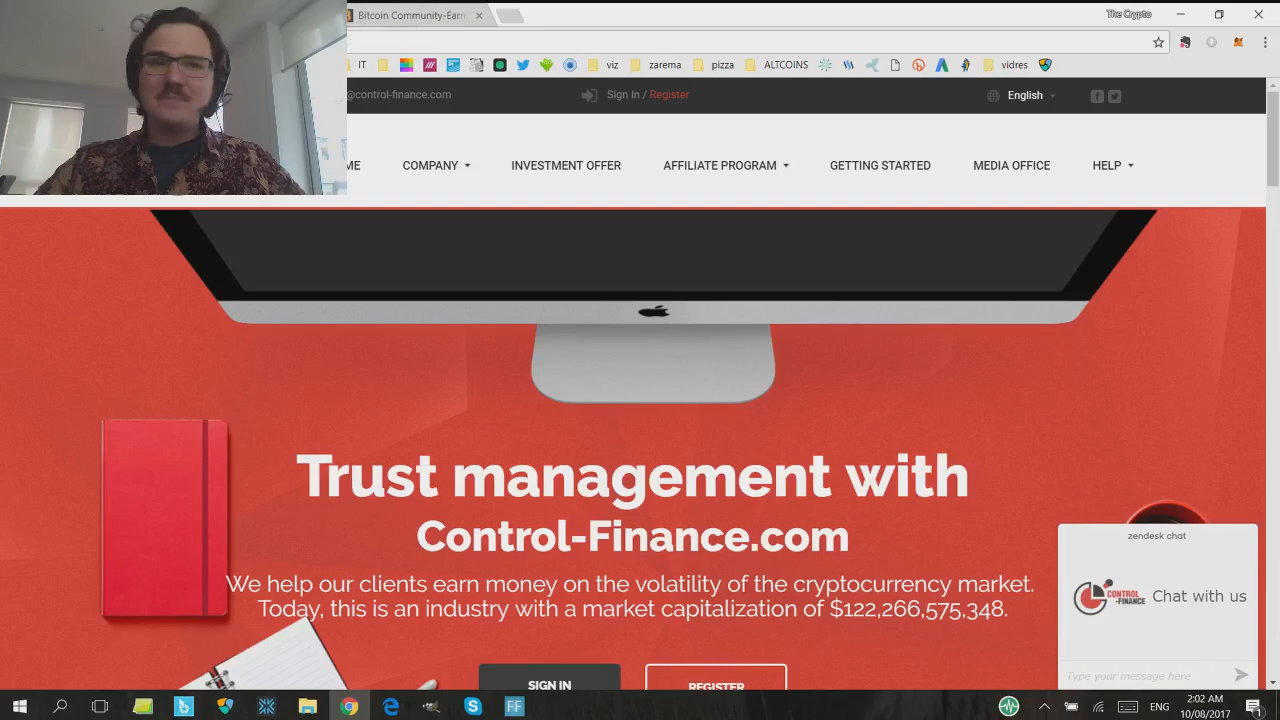 Bitcoin Community-Earn
The Crypto
IT
viz
zarema
pizza
ALTCOINS
vidres
@control-finance.com
Sign In / Register
English
ME
COMPANY
INVESTMENT OFFER
AFFILIATE PROGRAM
GETTING STARTED
MEDIA OFFICE
HELP
Trust management with
Control-Finance.com
We help our clients earn money on the volatility of the cryptocurrency market.
Today, this is an industry with a market capitalization of $122,266,575,348.
SIGN IN
REGISTER
zendesk chat
CONTROL
-FINANCE
Chat with us
Type your message here
FF
ENG
2:02 AM
10/08/2017
1